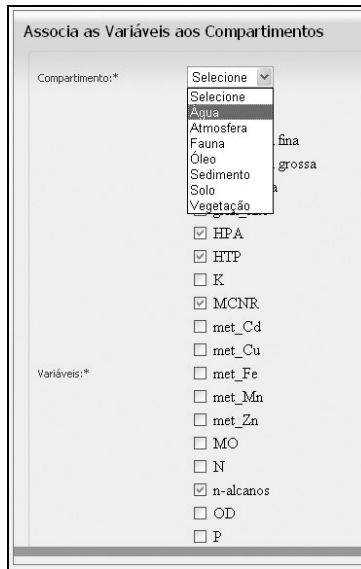 Associa as Variáveis aos Compartimentos
Compartimento:*
Selecione
Selecione
Água
Atmosfera
Fauna
Óleo
Sedimento
Solo
Vegetação
fina
grossa
HPA
HTP
K
MCNR
met_Cd
met_Cu
Variáveis:*
met_Fe
met_Mn
met_Zn
MO
N
n-alcanos
OD
P